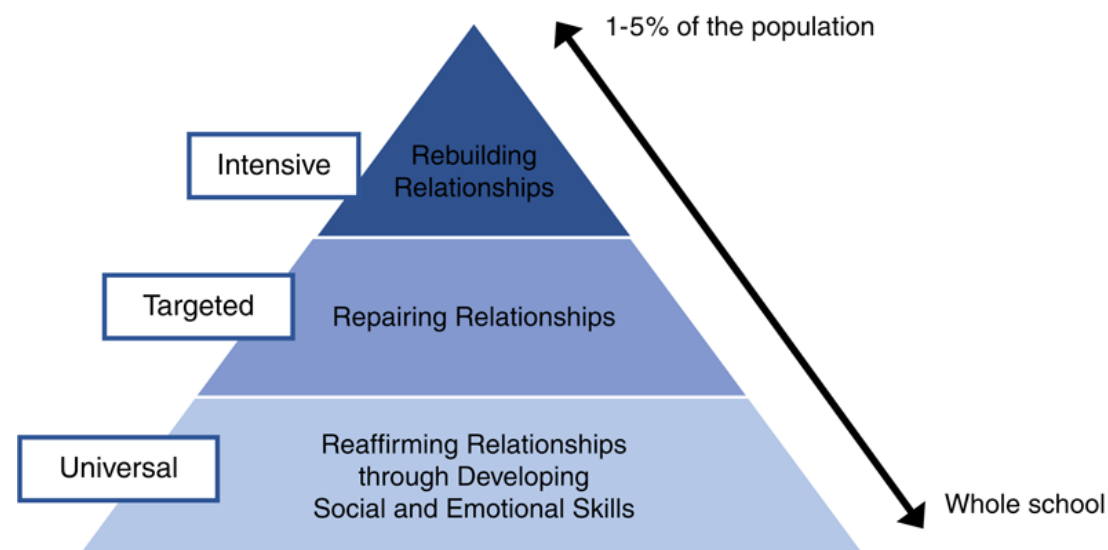 1-5% of the population
Intensive
Rebuilding
Relationships
Targeted
Repairing Relationships
Universal
Reaffirming Relationships
through Developing
Social and Emotional Skills
Whole school